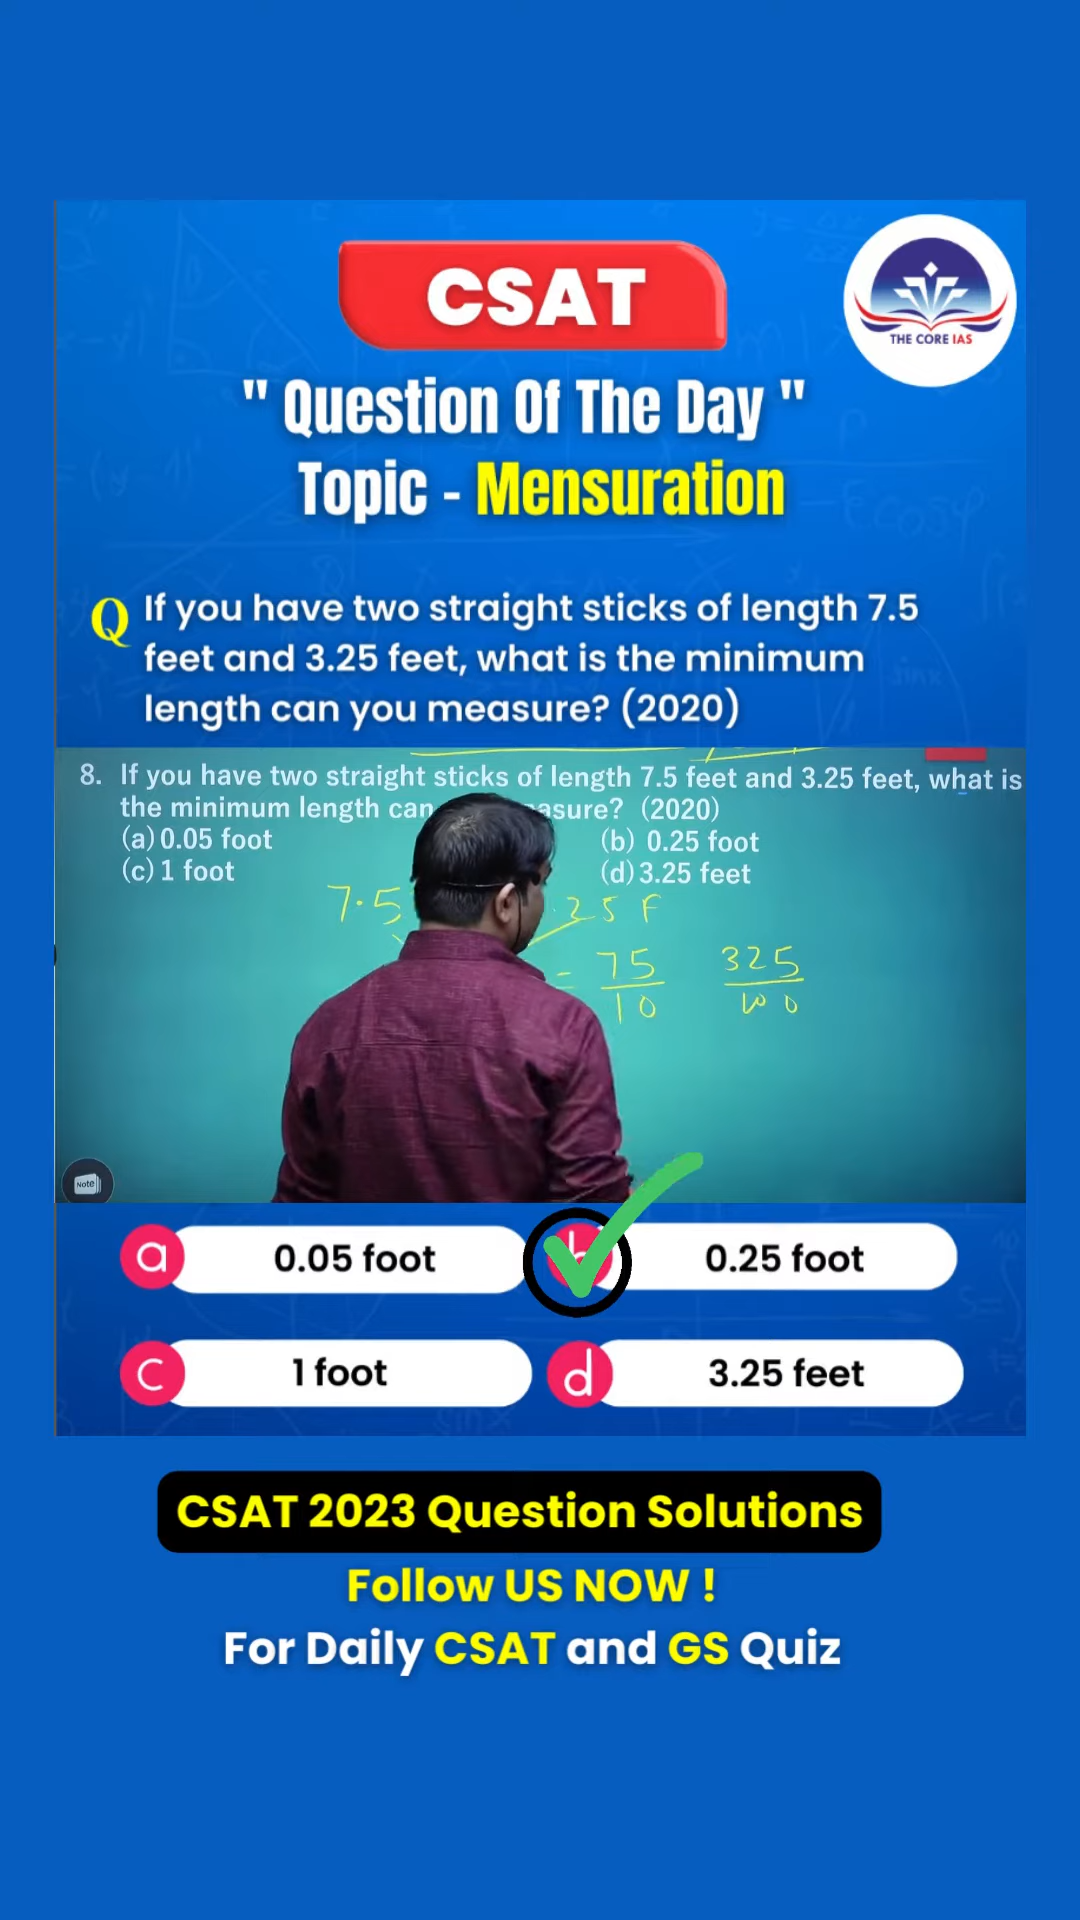 CSAT
THE CORE IAS
" Question Of The Day "
Topic - Mensuration
Q If you have two straight sticks of length 7.5
feet and 3.25 feet, what is the minimum
length can you measure? (2020)
8. If you have two straight sticks of length 7.5 feet and 3.25 feet, what is
the minimum length can asure? (2020)
(a) 0.05 foot (b) 0.25 foot
(c) 1 foot (d) 3.25 feet
7.5 .25 F
= 75/10 325/100
Note
a 0.05 foot 0.25 foot
c 1 foot d 3.25 feet
CSAT 2023 Question Solutions
Follow US NOW !
For Daily CSAT and GS Quiz